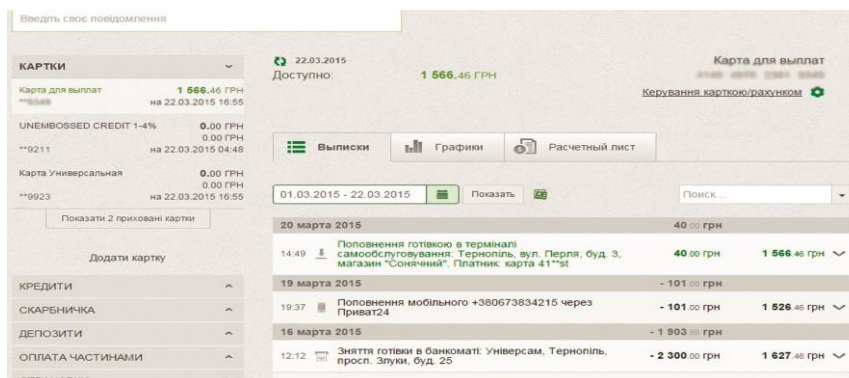 Введіть своє повідомлення
КАРТКИ
Карта для выплат 1 566.46 ГРН
на 22.03.2015 16:55
UNEMBOSSED CREDIT 1-4% 0.00 ГРН
0.00 ГРН
**9211 на 22.03.2015 04:48
Карта Универсальная 0.00 ГРН
0.00 ГРН
**9923 на 22.03.2015 16:55
Показати 2 приховані картки
Додати картку
КРЕДИТИ
СКАРБНИЧКА
ДЕПОЗИТИ
ОПЛАТА ЧАСТИНАМИ
22.03.2015
Доступно: 1 566.46 ГРН
Карта для выплат
Керування карткою/рахунком
Выписки Графики Расчетный лист
01.03.2015 - 22.03.2015 Показать Поиск...
20 марта 2015 40.00 грн
14:49 Поповнення готівкою в терміналі
самообслуговування: Тернопіль, вул. Перля, буд. 3,
магазин "Сонячний". Платник: карта 41**st
40.00 грн 1 566.46 грн
19 марта 2015 - 101.00 грн
19:37 Поповнення мобільного +380673834215 через
Приват24
- 101.00 грн 1 526.46 грн
16 марта 2015 - 1 903 грн
12:12 Зняття готівки в банкоматі: Універсам, Тернопіль,
просп. Злуки, буд. 25
- 2 300.00 грн 1 627.46 грн